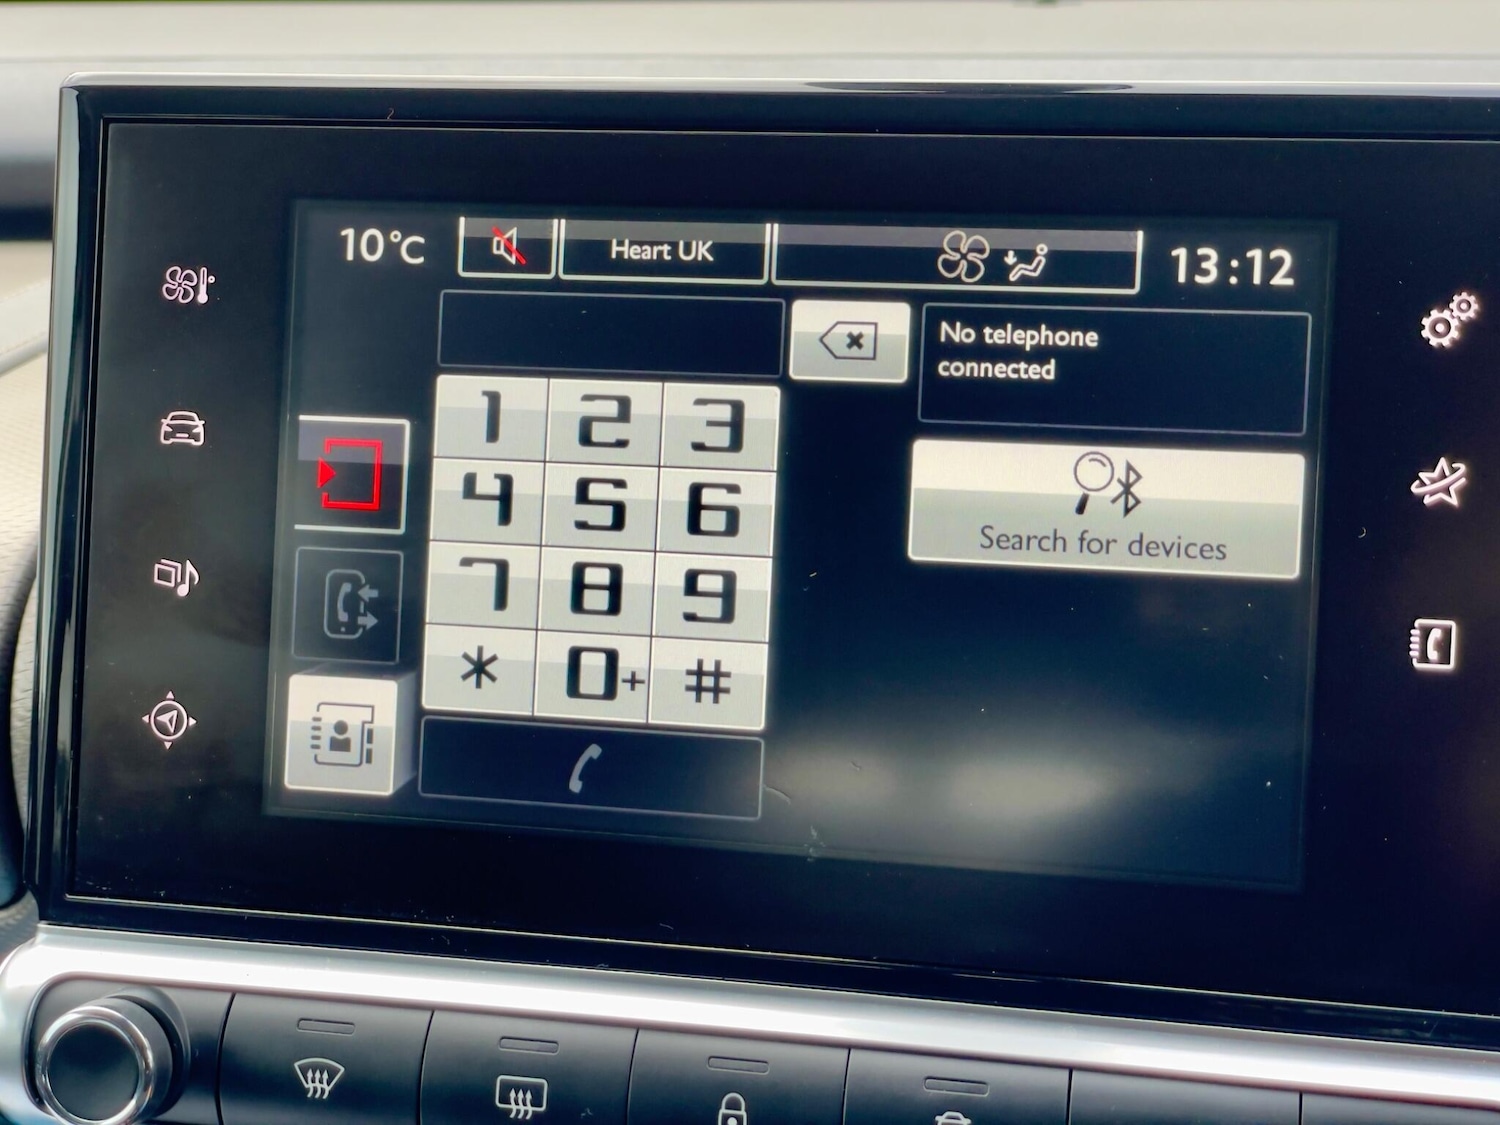 10°C
Heart UK
13:12
No telephone
connected
1 2 3
4 5 6
7 8 9
* 0+ #
Search for devices